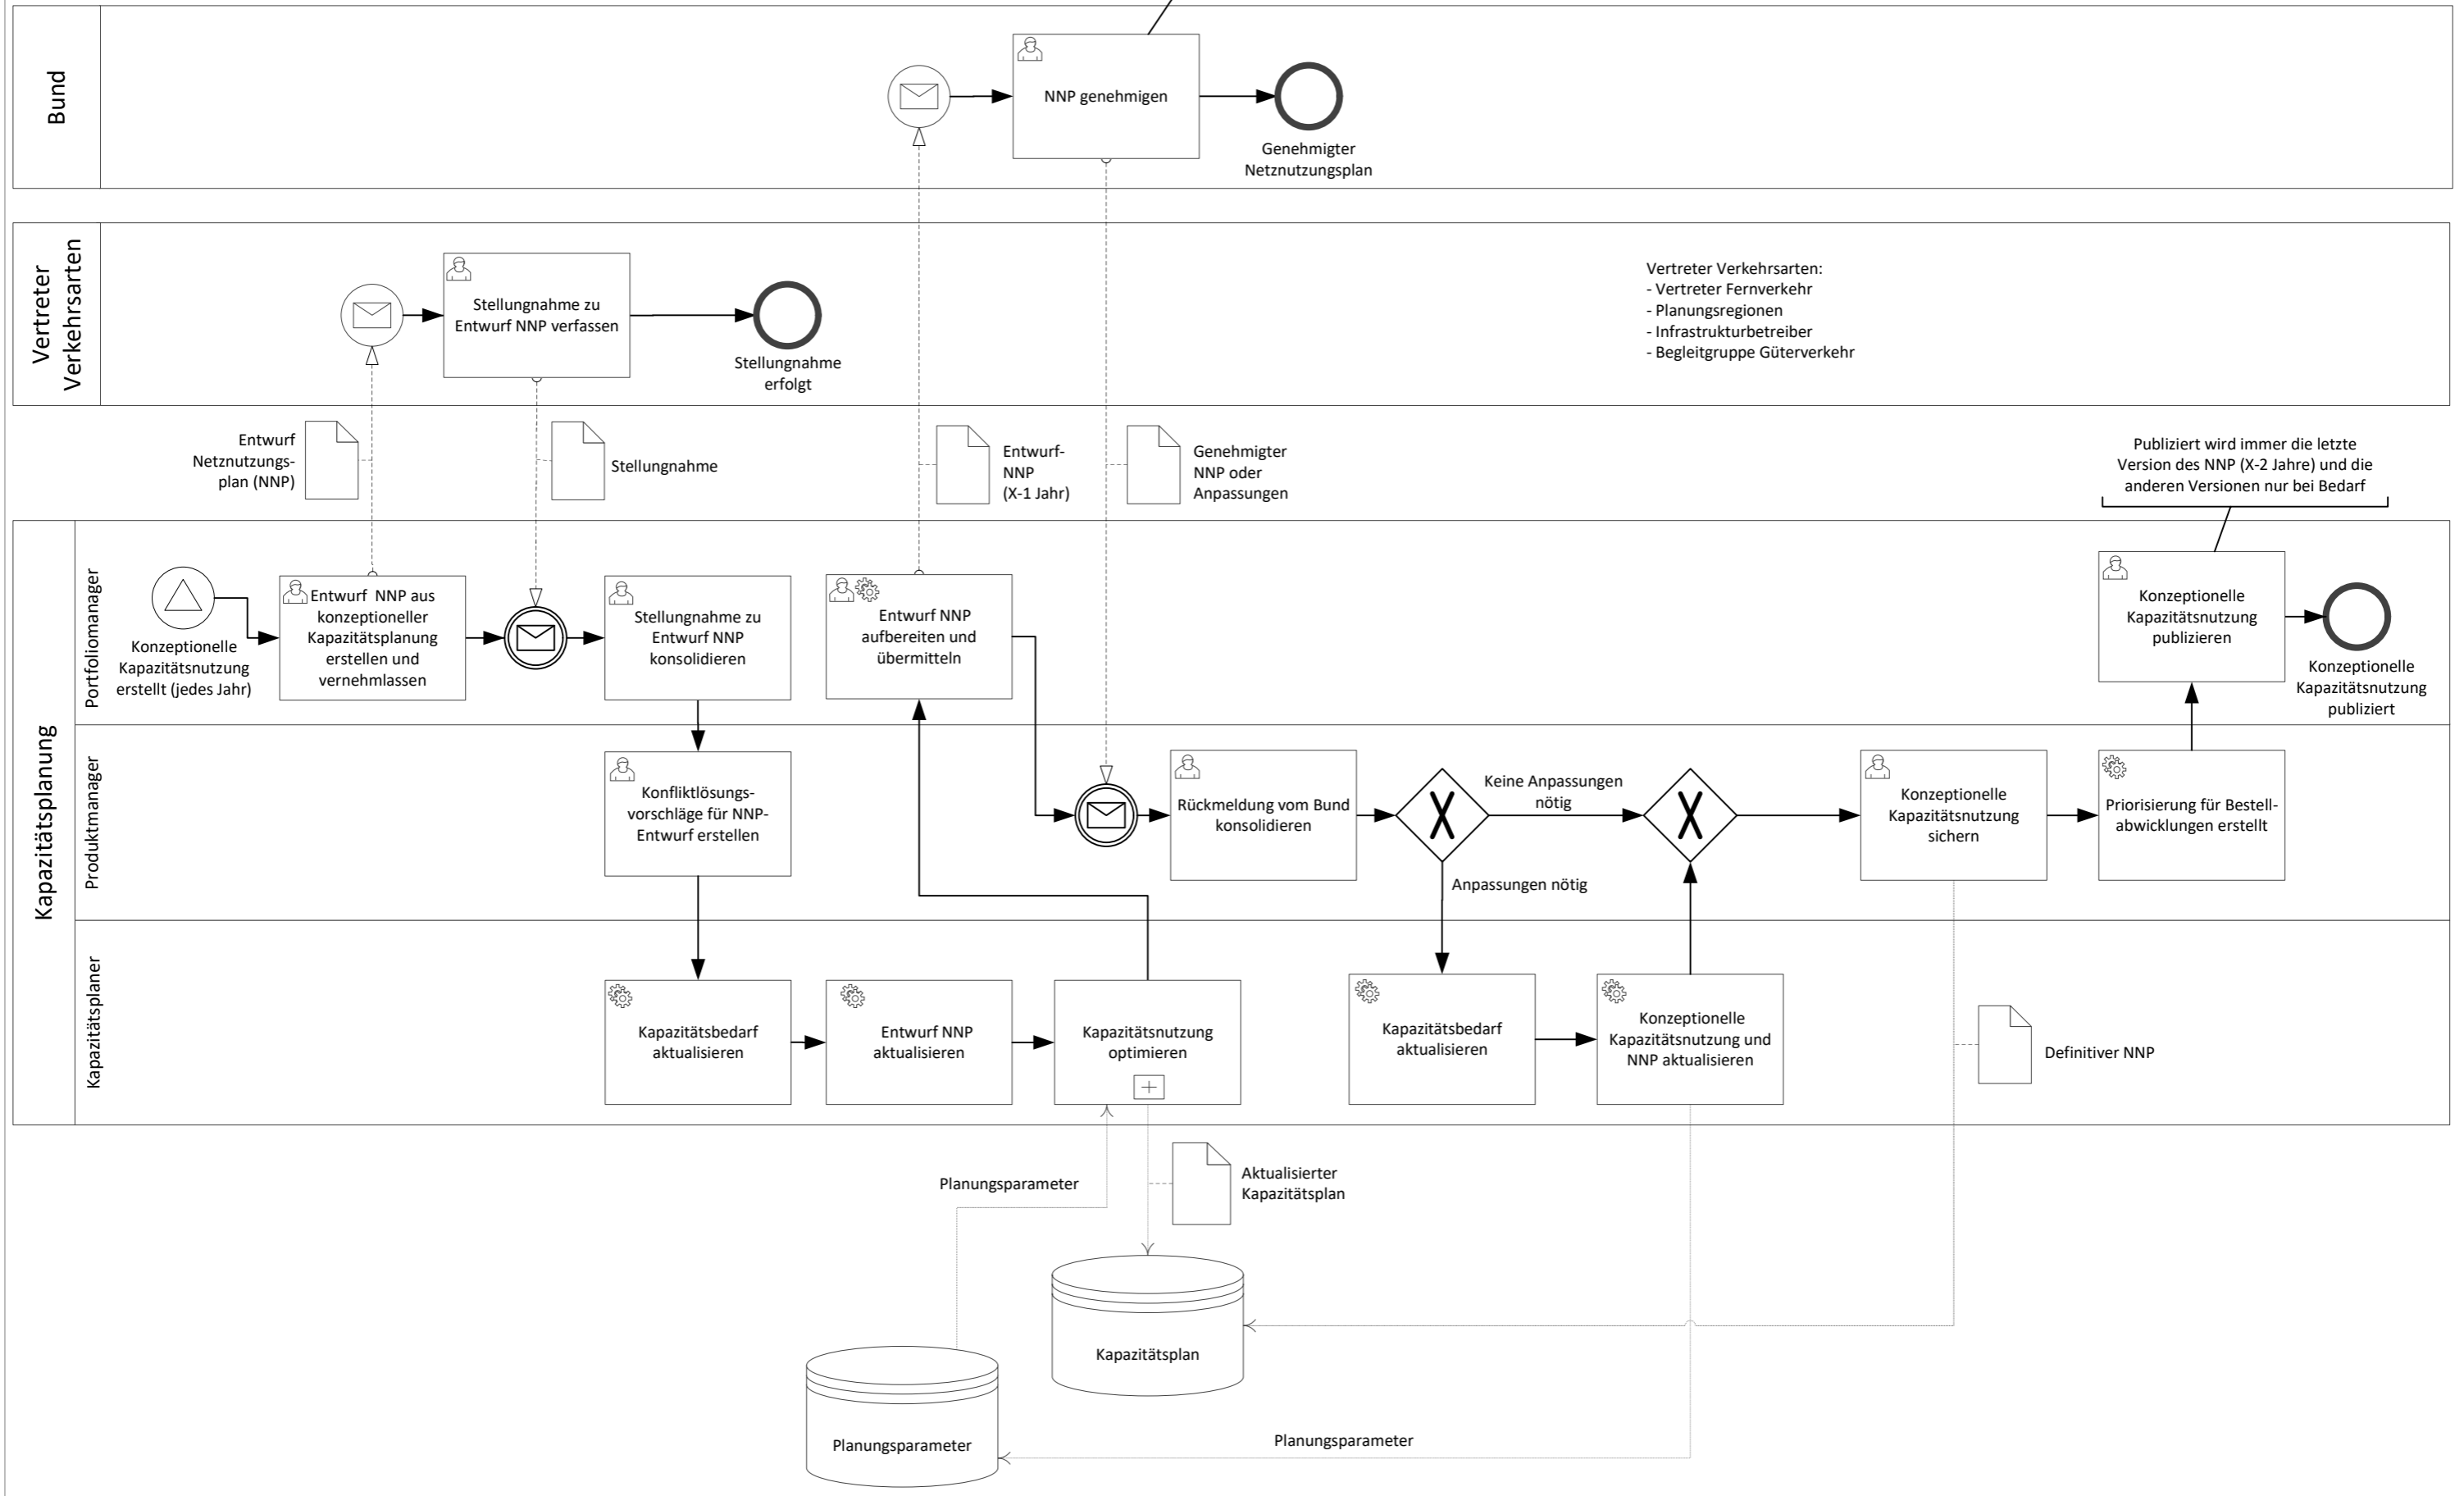 Bund
NNP genehmigen
Genehmigter
Netznutzungsplan
Vertreter
Verkehrsarten
Stellungnahme zu
Entwurf NNP verfassen
Stellungnahme
erfolgt
Vertreter Verkehrsarten:
- Vertreter Fernverkehr
- Planungsregionen
- Infrastrukturbetreiber
- Begleitgruppe Güterverkehr
Entwurf
Netznutzungs-
plan (NNP)
Stellungnahme
Entwurf-
NNP
(X-1 Jahr)
Genehmigter
NNP oder
Anpassungen
Publiziert wird immer die letzte
Version des NNP (X-2 Jahre) und die
anderen Versionen nur bei Bedarf
Kapazitätsplanung
Portfoliomanager
Konzeptionelle
Kapazitätsnutzung
erstellt (jedes Jahr)
Entwurf  NNP aus
konzeptioneller
Kapazitätsplanung
erstellen und
vernehmlassen
Stellungnahme zu
Entwurf NNP
konsolidieren
Entwurf NNP
aufbereiten und
übermitteln
Konzeptionelle
Kapazitätsnutzung
publizieren
Konzeptionelle
Kapazitätsnutzung
publiziert
Produktmanager
Konfliktlösungs-
vorschläge für NNP-
Entwurf erstellen
Rückmeldung vom Bund
konsolidieren
Keine Anpassungen
nötig
Anpassungen nötig
Konzeptionelle
Kapazitätsnutzung
sichern
Priorisierung für Bestell-
abwicklungen erstellt
Kapazitätsplaner
Kapazitätsbedarf
aktualisieren
Entwurf NNP
aktualisieren
Kapazitätsnutzung
optimieren
Kapazitätsbedarf
aktualisieren
Konzeptionelle
Kapazitätsnutzung und
NNP aktualisieren
Definitiver NNP
Planungsparameter
Aktualisierter
Kapazitätsplan
Kapazitätsplan
Planungsparameter
Planungsparameter